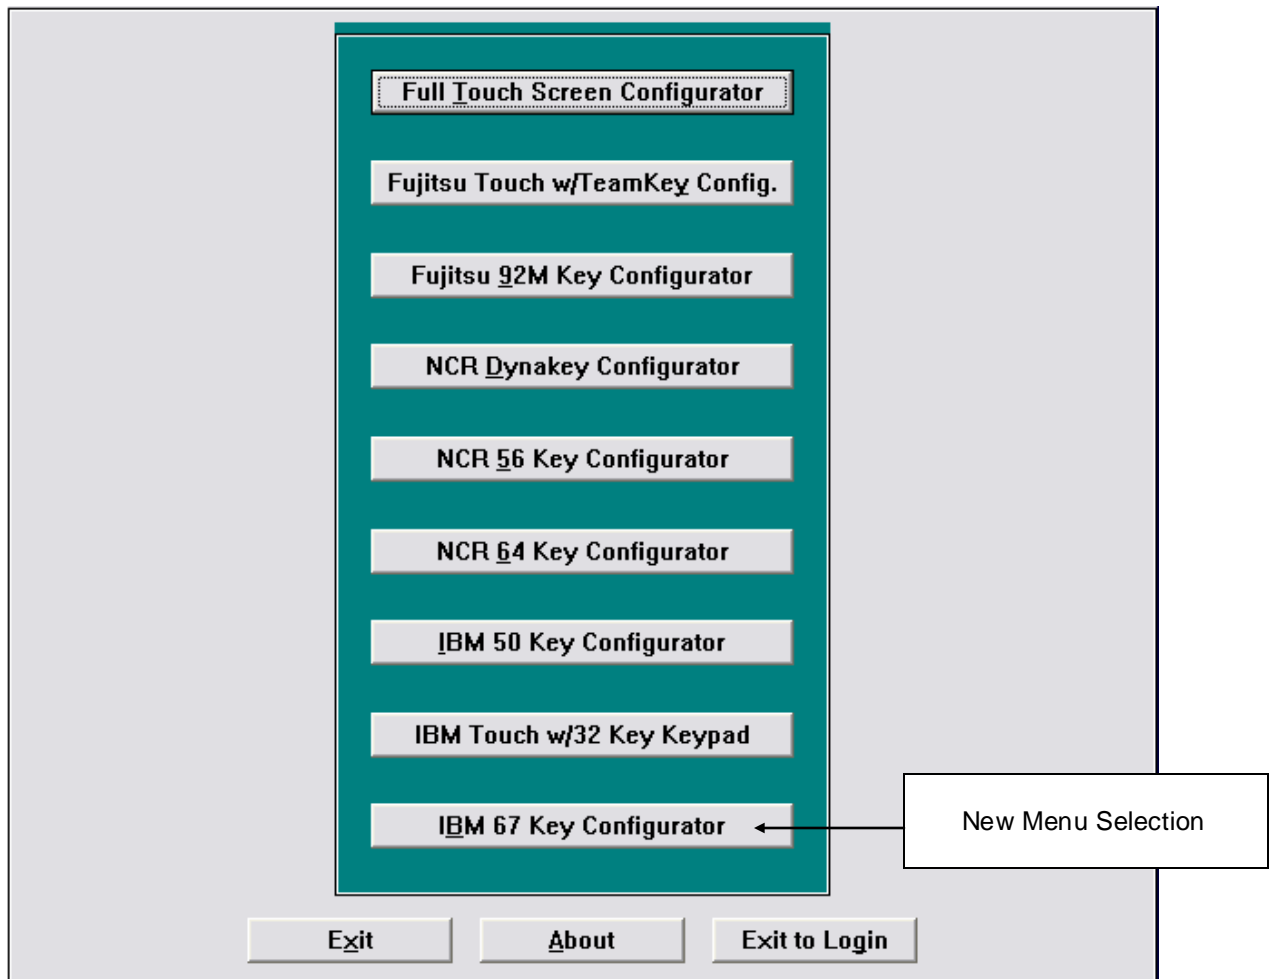 Full Touch Screen Configurator
Fujitsu Touch w/TeamKey Config.
Fujitsu 92M Key Configurator
NCR Dynakey Configurator
NCR 56 Key Configurator
NCR 64 Key Configurator
IBM 50 Key Configurator
IBM Touch w/32 Key Keypad
IBM 67 Key Configurator
New Menu Selection
Exit
About
Exit to Login